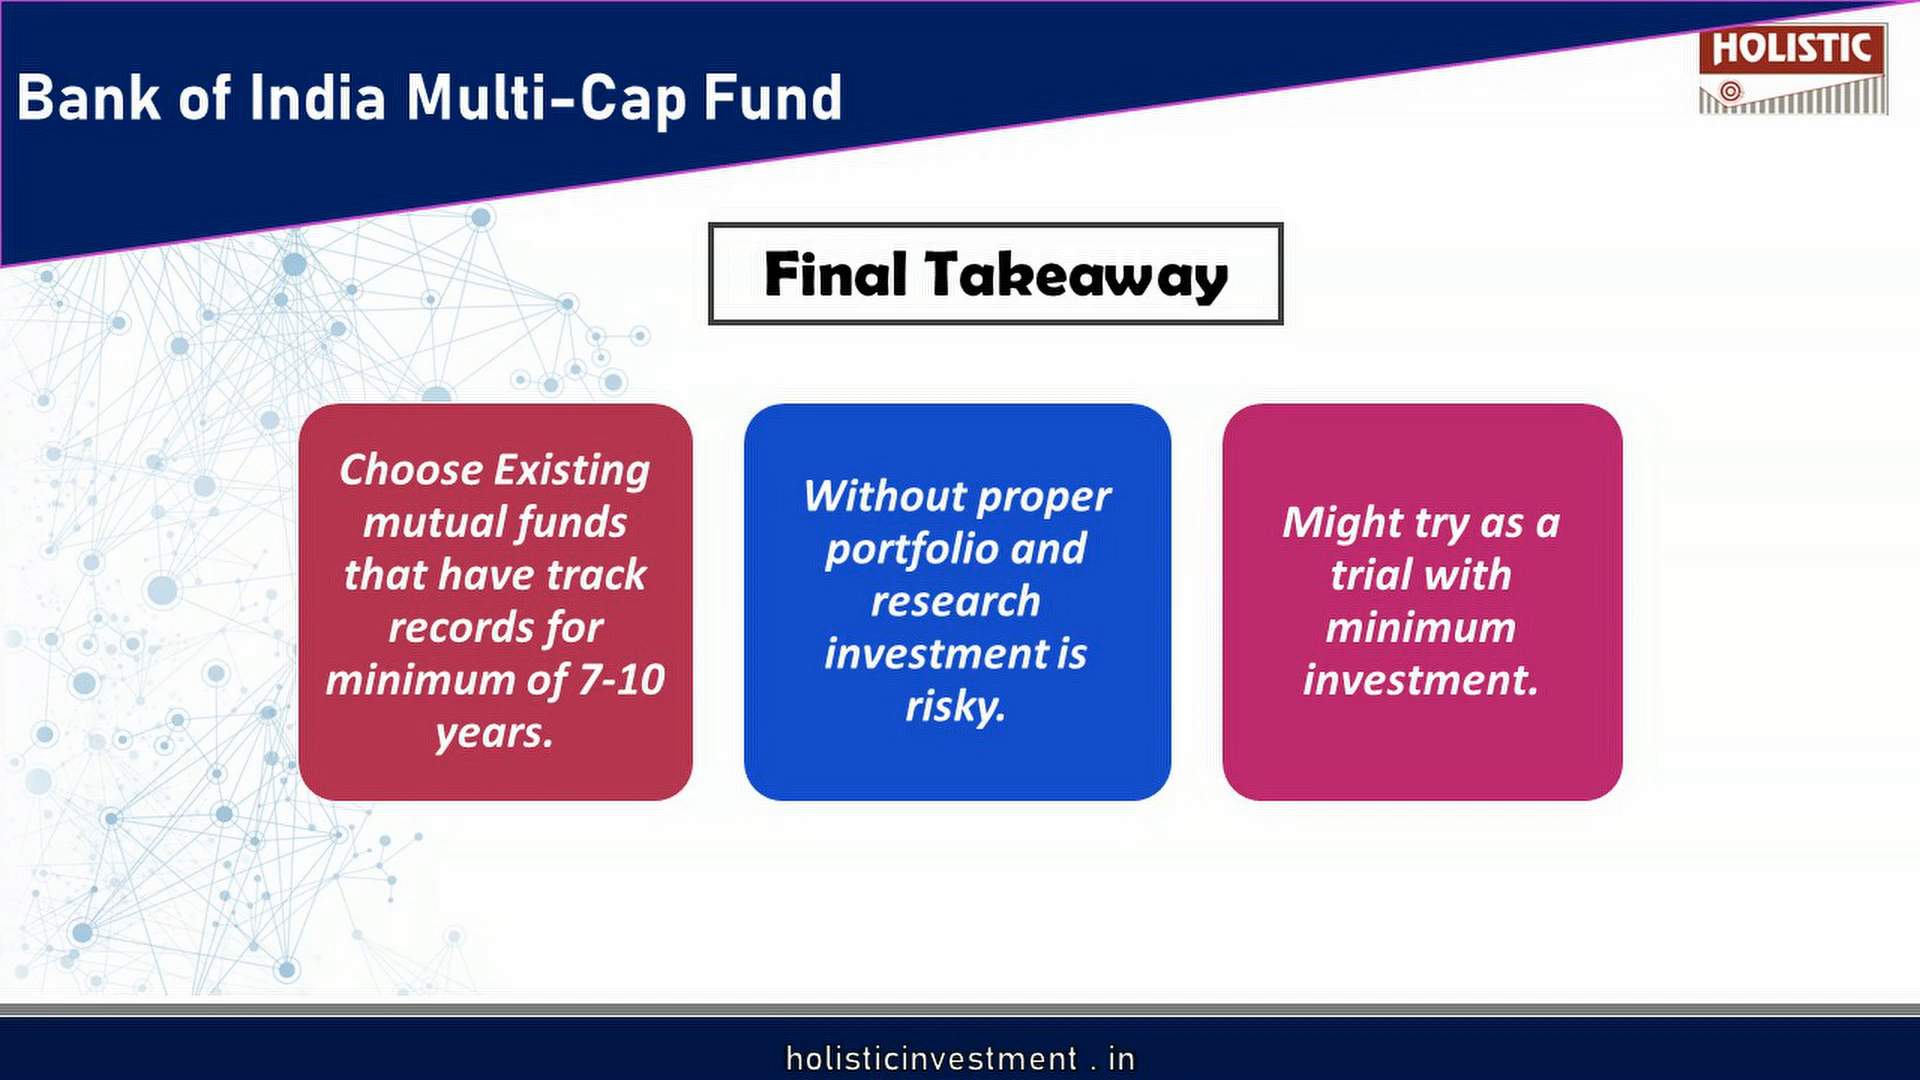 Bank of India Multi-Cap Fund
HOLISTIC
Final Takeaway
Choose Existing
mutual funds
that have track
records for
minimum of 7-10
years.
Without proper
portfolio and
research
investment is
risky.
Might try as a
trial with
minimum
investment.
holisticinvestment . in